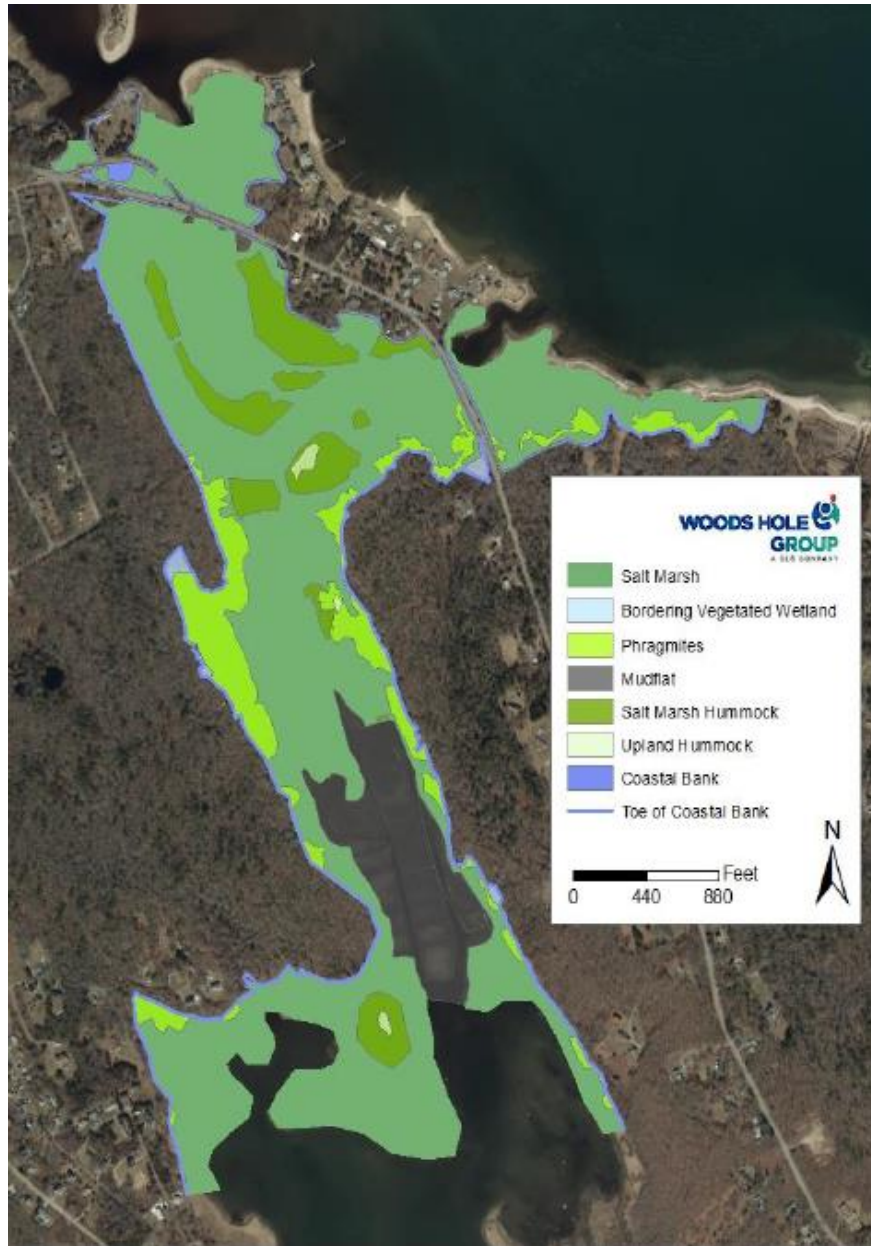 WOODS HOLE
GROUP
Salt Marsh
Bordering Vegetated Wetland
Phragmites
Mudflat
Salt Marsh Hummock
Upland Hummock
Coastal Bank
Toe of Coastal Bank
N
Feet
0 440 880